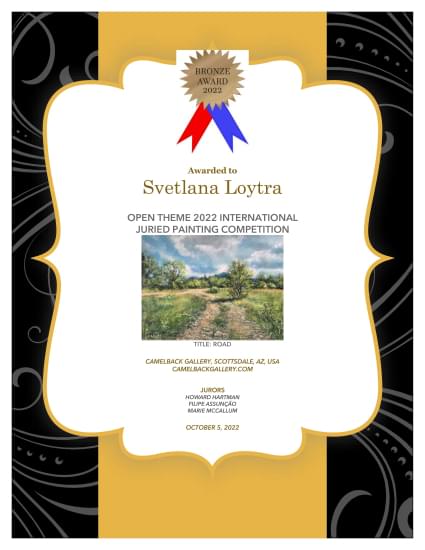 BRONZE
AWARD
2022
Awarded to
Svetlana Loytra
OPEN THEME 2022 INTERNATIONAL
JURIED PAINTING COMPETITION
TITLE: ROAD
CAMELBACK GALLERY, SCOTTSDALE, AZ, USA
CAMELBACKGALLERY.COM
JURORS
HOWARD HARTMAN
FILIPE ASSUNÇÃO
MARIE MCCALLUM
OCTOBER 5, 2022